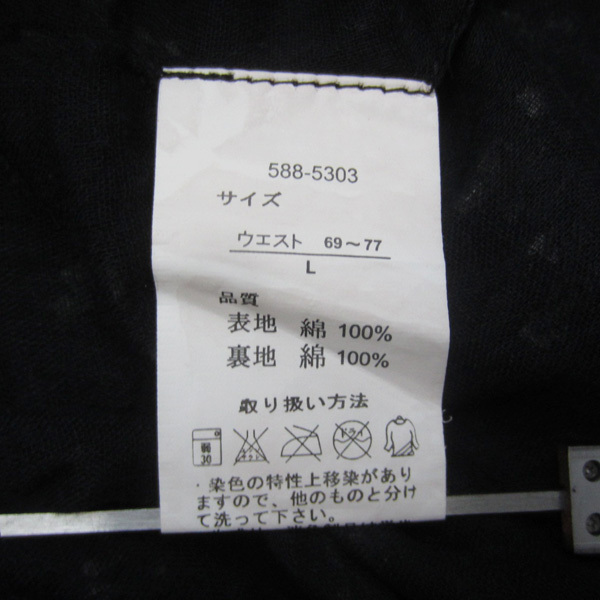 588-5303
サイズ
ウエスト 69～77
L
品質
表地 綿 100%
裏地 綿 100%
取り扱い方法
弱 30 ドライ
・染色の特性上移染があり
ますので、他のものと分け
て洗って下さい。